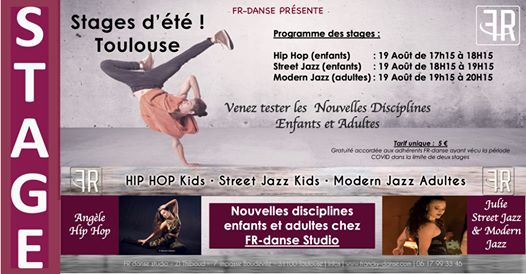 STAGE
FR-DANSE PRÉSENTE
Stages d'été !
Toulouse
FR
Programme des stages :
Hip Hop (enfants) : 19 Août de 17h15 à 18H15
Street Jazz (enfants) : 19 Août de 18H15 à 19H15
Modern Jazz (adultes) : 19 Août de 19h15 à 20H15
Venez tester les Nouvelles Disciplines
Enfants et Adultes
Tarif unique : 5 €
Gratuité accordée aux adhérents FR-danse ayant vécu la période
COVID dans la limite de deux stages
FR
HIP HOP Kids · Street Jazz Kids · Modern Jazz Adultes
FR
Angèle
Hip Hop
Nouvelles disciplines
enfants et adultes chez
FR-danse Studio
Julie
Street Jazz
& Modern
Jazz